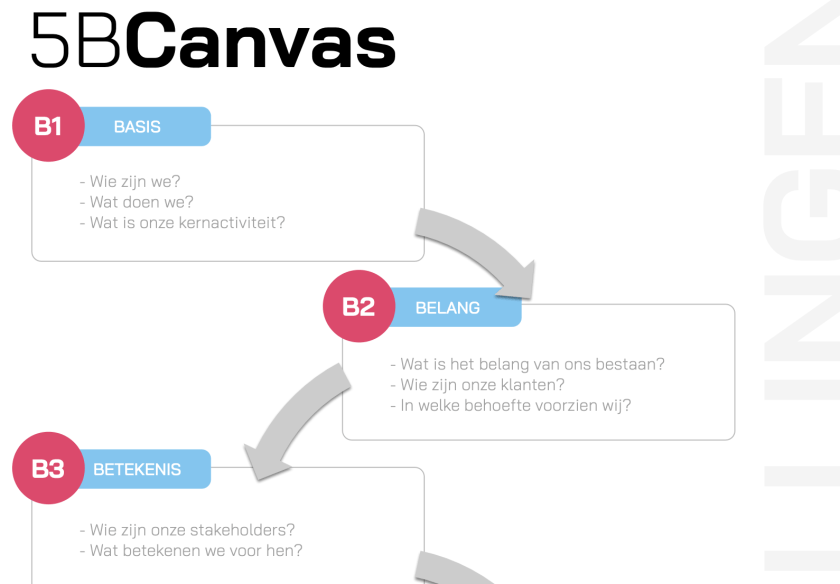 5BCanvas
B1 BASIS
- Wie zijn we?
- Wat doen we?
- Wat is onze kernactiviteit?
B2 BELANG
- Wat is het belang van ons bestaan?
- Wie zijn onze klanten?
- In welke behoefte voorzien wij?
B3 BETEKENIS
- Wie zijn onze stakeholders?
- Wat betekenen we voor hen?